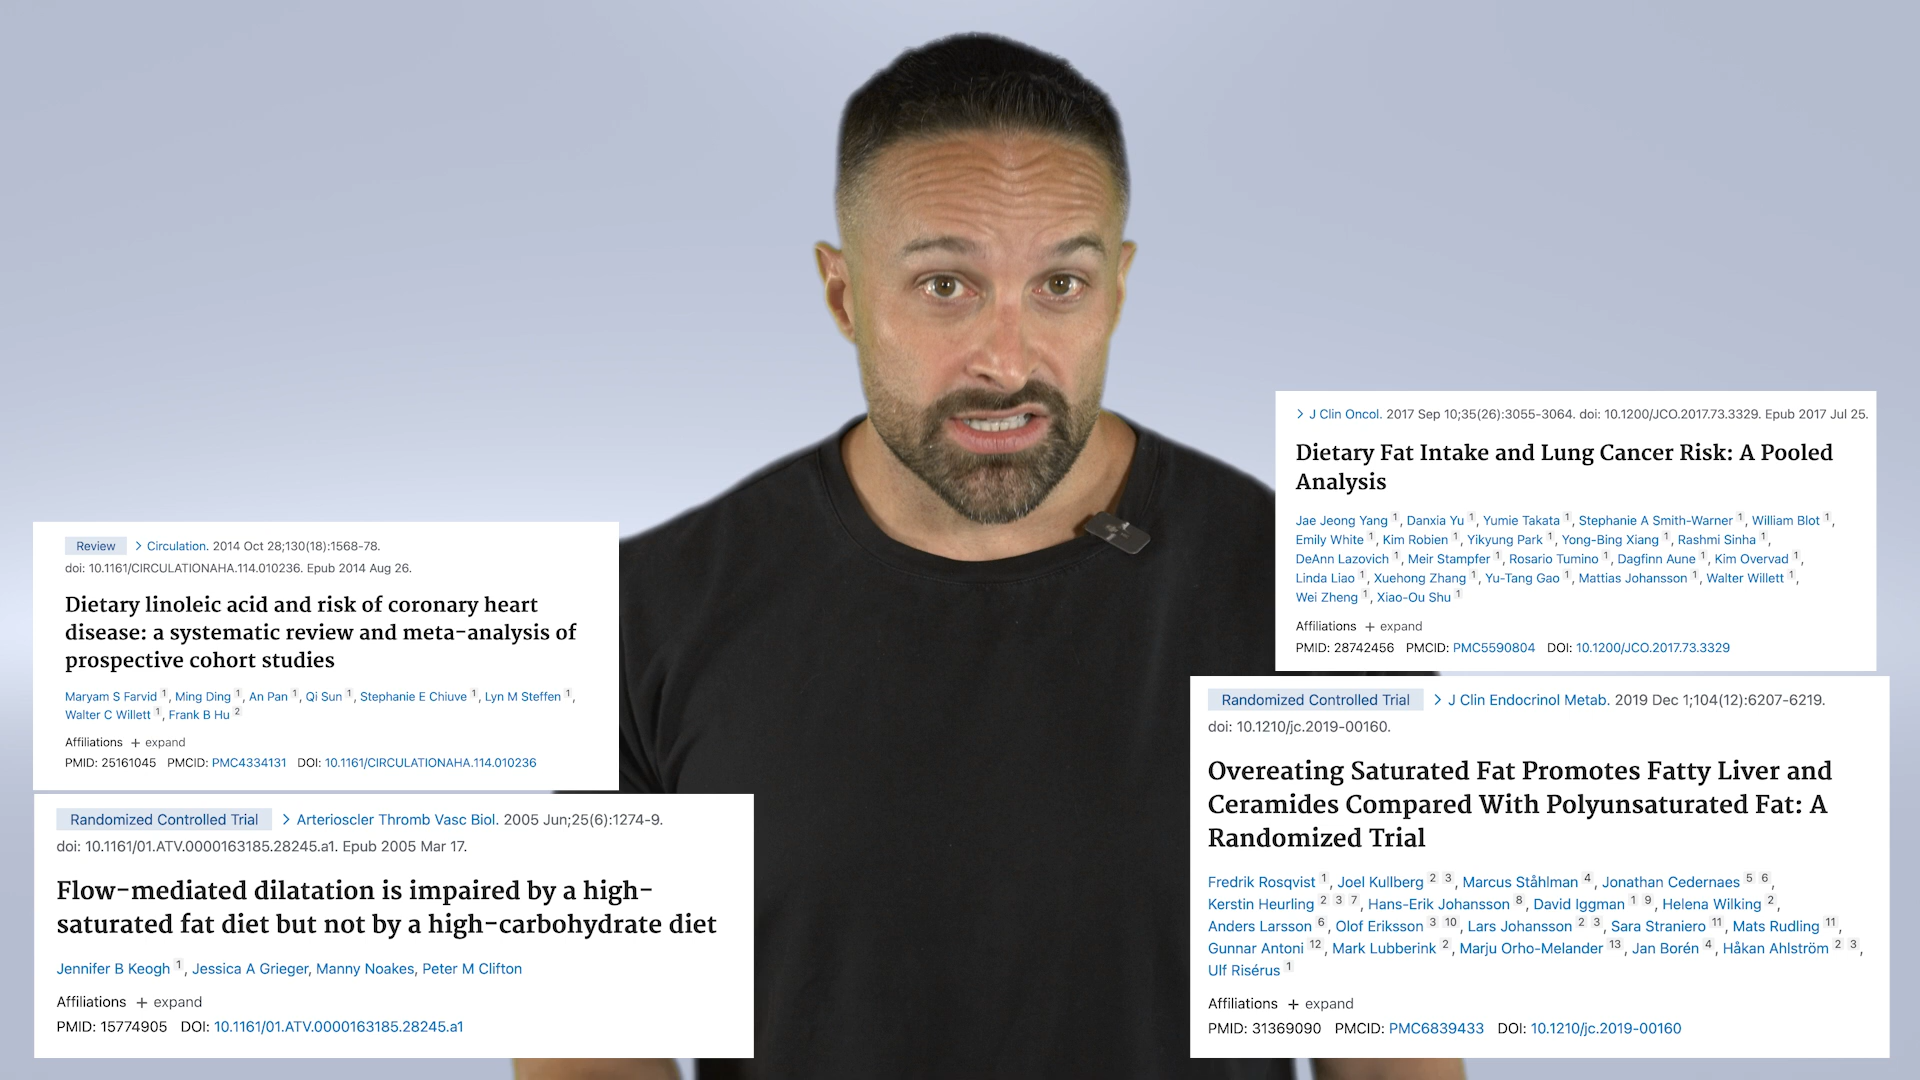 Review > Circulation. 2014 Oct 28;130(18):1568-78.
doi: 10.1161/CIRCULATIONAHA.114.010236. Epub 2014 Aug 26.
Dietary linoleic acid and risk of coronary heart
disease: a systematic review and meta-analysis of
prospective cohort studies
Maryam S Farvid 1, Ming Ding 1, An Pan 1, Qi Sun 1, Stephanie E Chiuve 1, Lyn M Steffen 1,
Walter C Willett 1, Frank B Hu 2
Affiliations + expand
PMID: 25161045 PMCID: PMC4334131 DOI: 10.1161/CIRCULATIONAHA.114.010236
Randomized Controlled Trial > Arterioscler Thromb Vasc Biol. 2005 Jun;25(6):1274-9.
doi: 10.1161/01.ATV.0000163185.28245.a1. Epub 2005 Mar 17.
Flow-mediated dilatation is impaired by a high-
saturated fat diet but not by a high-carbohydrate diet
Jennifer B Keogh 1, Jessica A Grieger, Manny Noakes, Peter M Clifton
Affiliations + expand
PMID: 15774905 DOI: 10.1161/01.ATV.0000163185.28245.a1
> J Clin Oncol. 2017 Sep 10;35(26):3055-3064. doi: 10.1200/JCO.2017.73.3329. Epub 2017 Jul 25.
Dietary Fat Intake and Lung Cancer Risk: A Pooled
Analysis
Jae Jeong Yang 1, Danxia Yu 1, Yumie Takata 1, Stephanie A Smith-Warner 1, William Blot 1,
Emily White 1, Kim Robien 1, Yikyung Park 1, Yong-Bing Xiang 1, Rashmi Sinha 1,
DeAnn Lazovich 1, Meir Stampfer 1, Rosario Tumino 1, Dagfinn Aune 1, Kim Overvad 1,
Linda Liao 1, Xuehong Zhang 1, Yu-Tang Gao 1, Mattias Johansson 1, Walter Willett 1,
Wei Zheng 1, Xiao-Ou Shu 1
Affiliations + expand
PMID: 28742456 PMCID: PMC5590804 DOI: 10.1200/JCO.2017.73.3329
Randomized Controlled Trial > J Clin Endocrinol Metab. 2019 Dec 1;104(12):6207-6219.
doi: 10.1210/jc.2019-00160.
Overeating Saturated Fat Promotes Fatty Liver and
Ceramides Compared With Polyunsaturated Fat: A
Randomized Trial
Fredrik Rosqvist 1, Joel Kullberg 2 3, Marcus Ståhlman 4, Jonathan Cedernaes 5 6,
Kerstin Heurling 2 3 7, Hans-Erik Johansson 8, David Iggman 1 9, Helena Wilking 2,
Anders Larsson 6, Olof Eriksson 3 10, Lars Johansson 2 3, Sara Straniero 11, Mats Rudling 11,
Gunnar Antoni 12, Mark Lubberink 2, Marju Orho-Melander 13, Jan Borén 4, Håkan Ahlström 2 3,
Ulf Risérus 1
Affiliations + expand
PMID: 31369090 PMCID: PMC6839433 DOI: 10.1210/jc.2019-00160